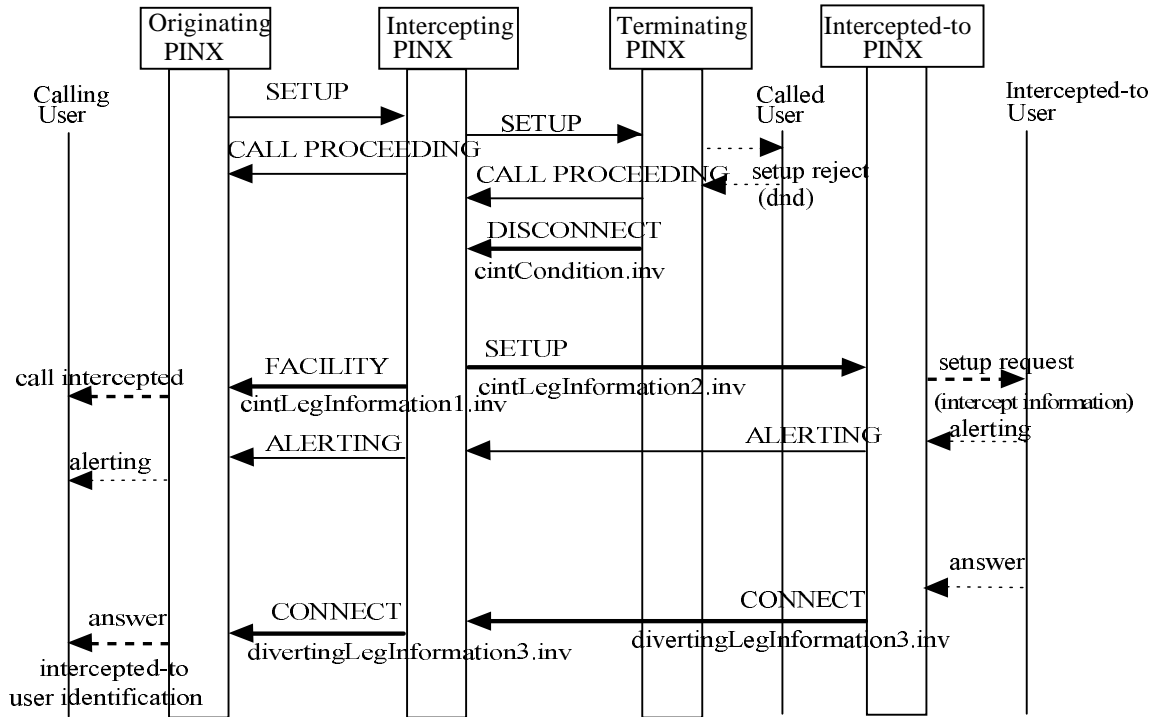 Originating
PINX
Intercepting
PINX
Terminating
PINX
Intercepted-to
PINX
Calling
User
Called
User
Intercepted-to
User
SETUP
SETUP
CALL PROCEEDING
CALL PROCEEDING
setup reject
(dnd)
DISCONNECT
cintCondition.inv
call intercepted
FACILITY
cintLegInformation1.inv
SETUP
cintLegInformation2.inv
setup request
(intercept information)
alerting
ALERTING
ALERTING
alerting
answer
CONNECT
divertingLegInformation3.inv
CONNECT
divertingLegInformation3.inv
answer
intercepted-to
user identification